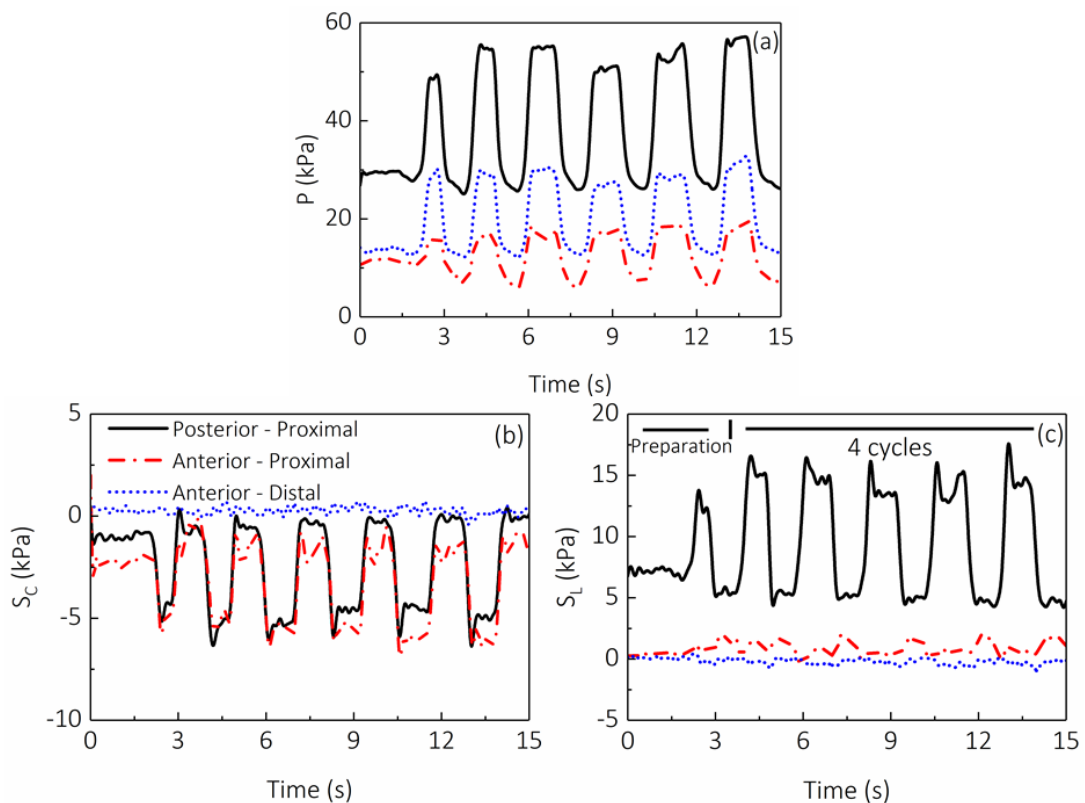 60
(a)
40
P (kPa)
20
0
0 3 6 9 12 15
Time (s)
5
Posterior - Proximal
(b)
Anterior - Proximal
Anterior - Distal
0
S_C (kPa)
-5
-10
0 3 6 9 12 15
Time (s)
20
Preparation
4 cycles
(c)
15
10
S_L (kPa)
5
0
-5
0 3 6 9 12 15
Time (s)